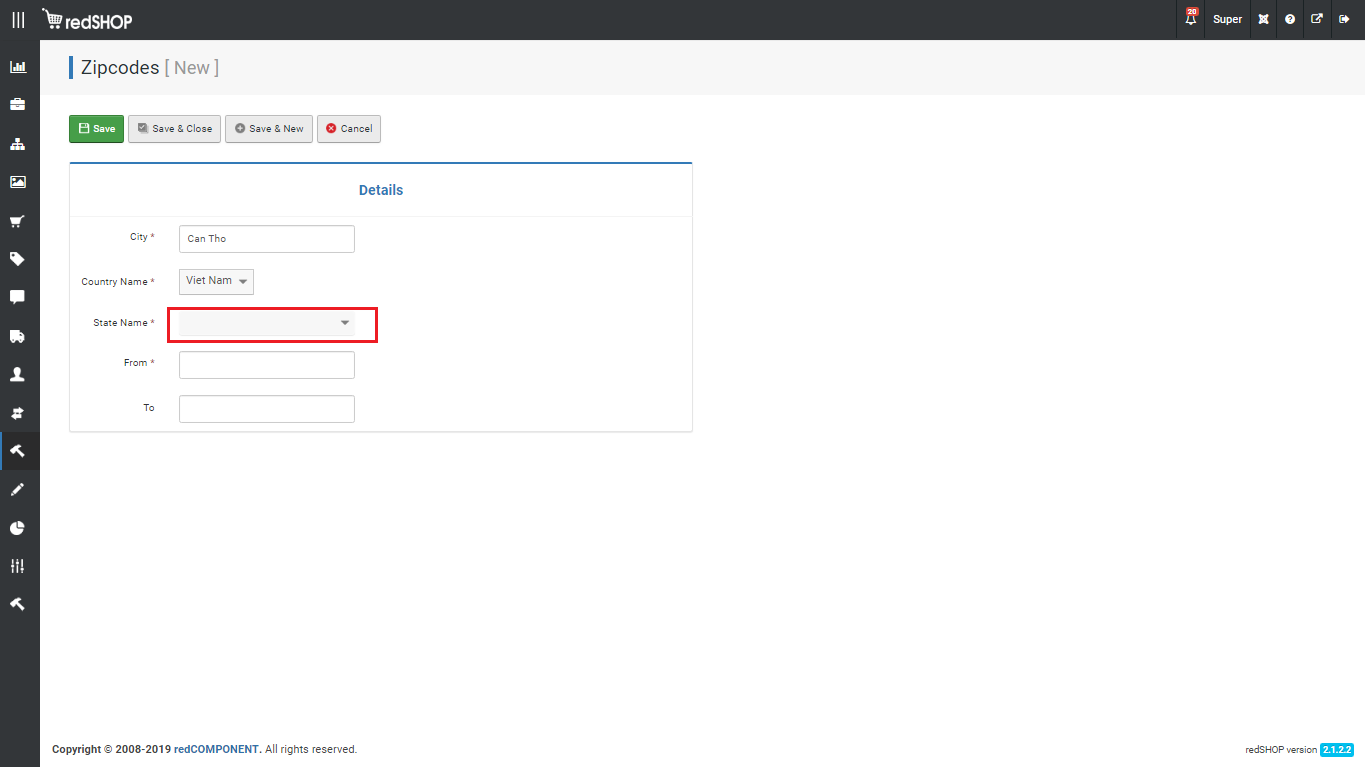 redSHOP
20
Super
Zipcodes [ New ]
Save
Save & Close
Save & New
Cancel
Details
City *
Can Tho
Country Name *
Viet Nam
State Name *
From *
To
Copyright © 2008-2019 redCOMPONENT. All rights reserved.
redSHOP version 2.1.2.2